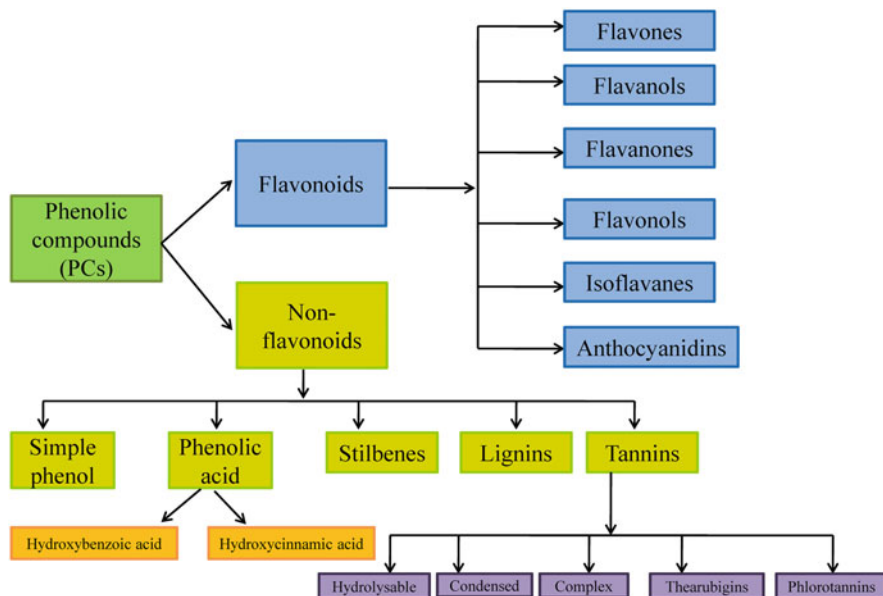 Flavones
Flavanols
Flavanones
Flavonols
Isoflavanes
Anthocyanidins
Flavonoids
Phenolic
compounds
(PCs)
Non-
flavonoids
Simple
phenol
Phenolic
acid
Stilbenes
Lignins
Tannins
Hydroxybenzoic acid
Hydroxycinnamic acid
Hydrolysable
Condensed
Complex
Thearubigins
Phlorotannins